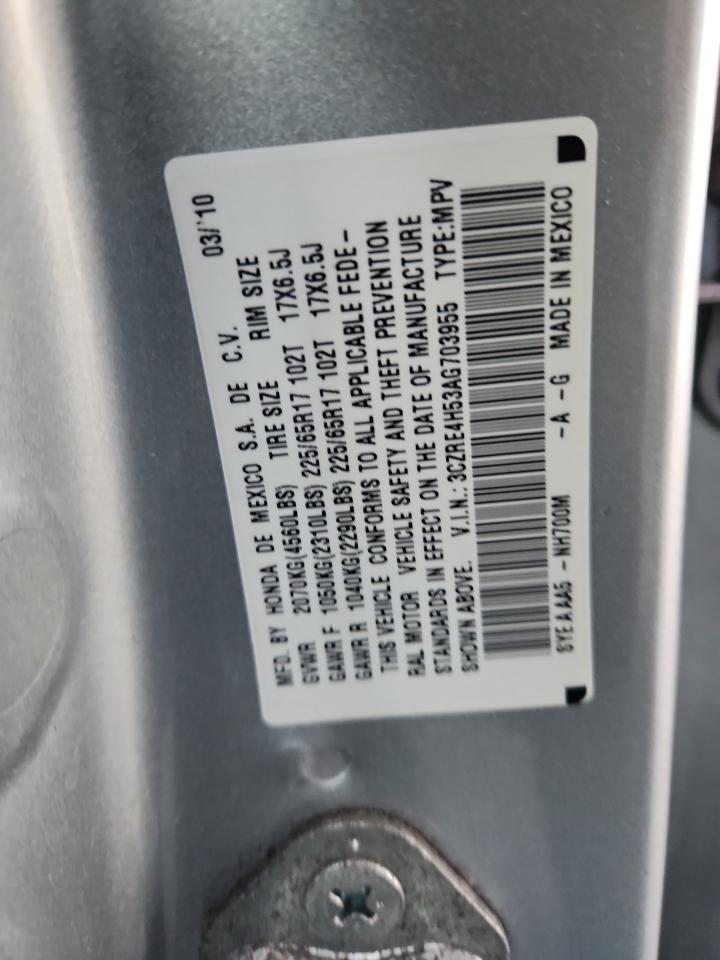 MFD. BY HONDA DE MEXICO S.A. DE C.V. 03/'10
GVWR 2070KG(4560LBS) TIRE SIZE RIM SIZE
GAWR F 1050KG(2310LBS) 225/65R17 102T 17X6.5J
GAWR R 1040KG(2290LBS) 225/65R17 102T 17X6.5J
THIS VEHICLE CONFORMS TO ALL APPLICABLE FEDE-
RAL MOTOR VEHICLE SAFETY AND THEFT PREVENTION
STANDARDS IN EFFECT ON THE DATE OF MANUFACTURE
SHOWN ABOVE. V.I.N.: 3CZRE4H53AG703955 TYPE:MPV
SYEAAA5 -NH700M -A -G MADE IN MEXICO